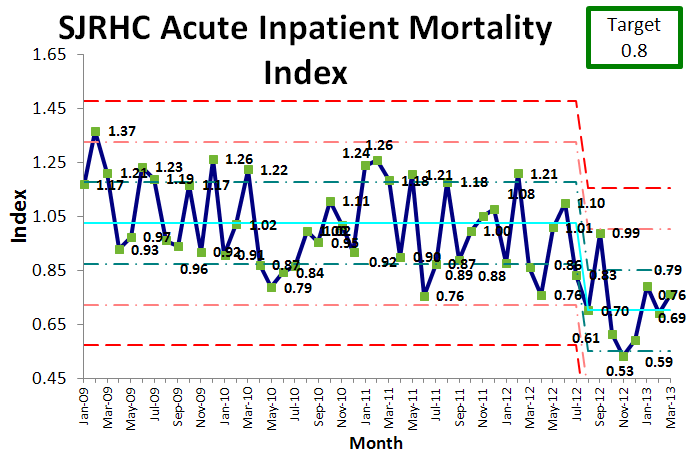 SJRHC Acute Inpatient Mortality
Index
Target
0.8
1.65
1.45
1.25
1.05
0.85
0.65
0.45
Index
1.17
1.37
1.21
0.93
0.97
1.23
1.19
0.96
1.17
0.92
1.26
0.91
1.02
1.22
0.87
0.79
0.84
0.95
1.11
1.02
0.92
1.24
1.26
1.18
0.90
1.21
0.76
0.87
1.18
0.89
1.00
1.08
0.88
1.21
0.76
1.01
1.10
0.83
0.70
0.99
0.61
0.53
0.59
0.79
0.69
0.76
Jan-09
Mar-09
May-09
Jul-09
Sep-09
Nov-09
Jan-10
Mar-10
May-10
Jul-10
Sep-10
Nov-10
Jan-11
Mar-11
May-11
Jul-11
Sep-11
Nov-11
Jan-12
Mar-12
May-12
Jul-12
Sep-12
Nov-12
Jan-13
Mar-13
Month